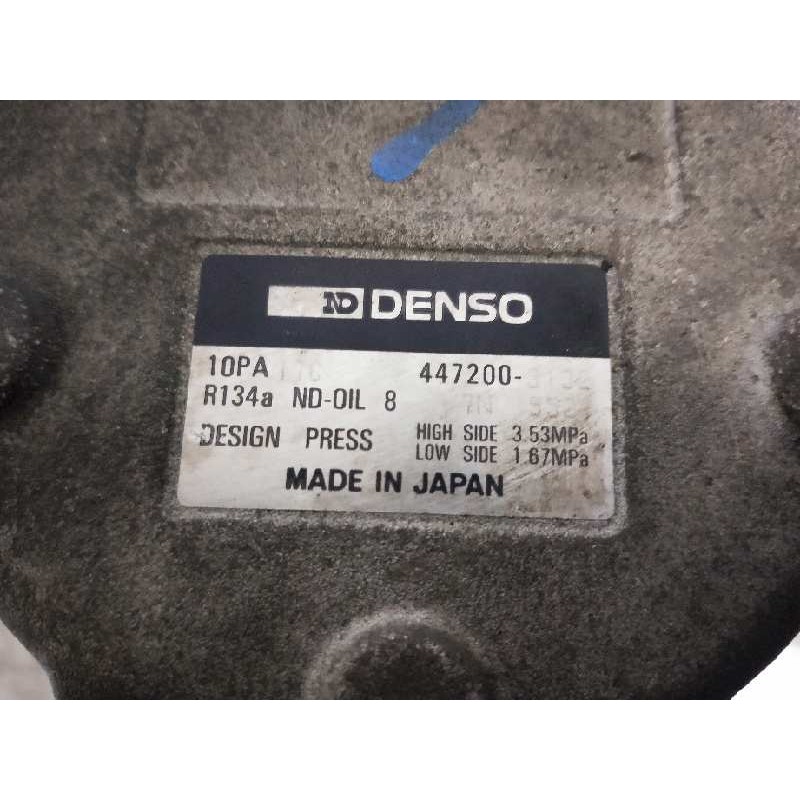 ND DENSO
10PA 447200-
R134a ND-OIL 8
DESIGN PRESS HIGH SIDE 3.53MPa
LOW SIDE 1.67MPa
MADE IN JAPAN